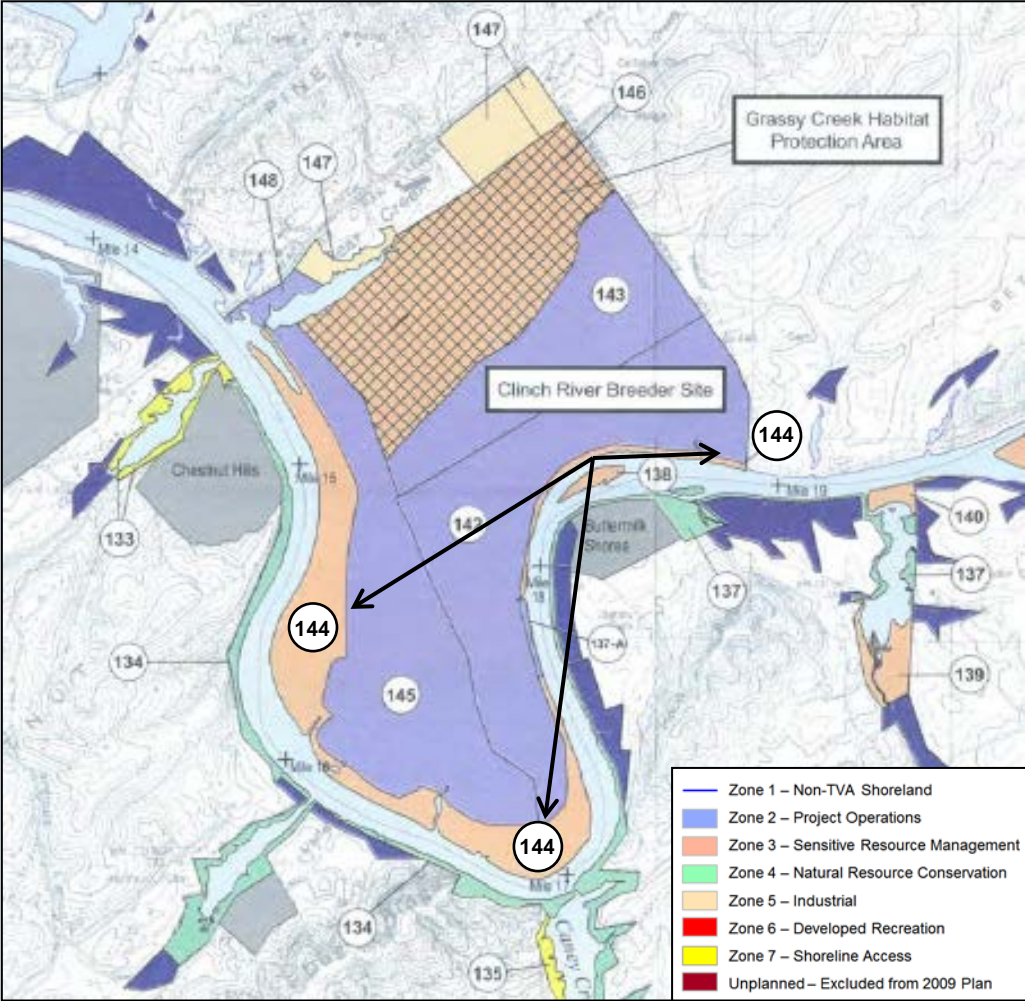 147
146
Grassy Creek Habitat
Protection Area
147
148
Mile 14
143
Clinch River Breeder Site
144
Chestnut Hills
Mile 15
138
Mile 19
142
140
133
Buttermilk
Shores
137
137
Mile
18
144
137-A
134
145
139
Mile 16
144
Mile 17
134
135
Caney
Zone 1 – Non-TVA Shoreland
Zone 2 – Project Operations
Zone 3 – Sensitive Resource Management
Zone 4 – Natural Resource Conservation
Zone 5 – Industrial
Zone 6 – Developed Recreation
Zone 7 – Shoreline Access
Unplanned – Excluded from 2009 Plan